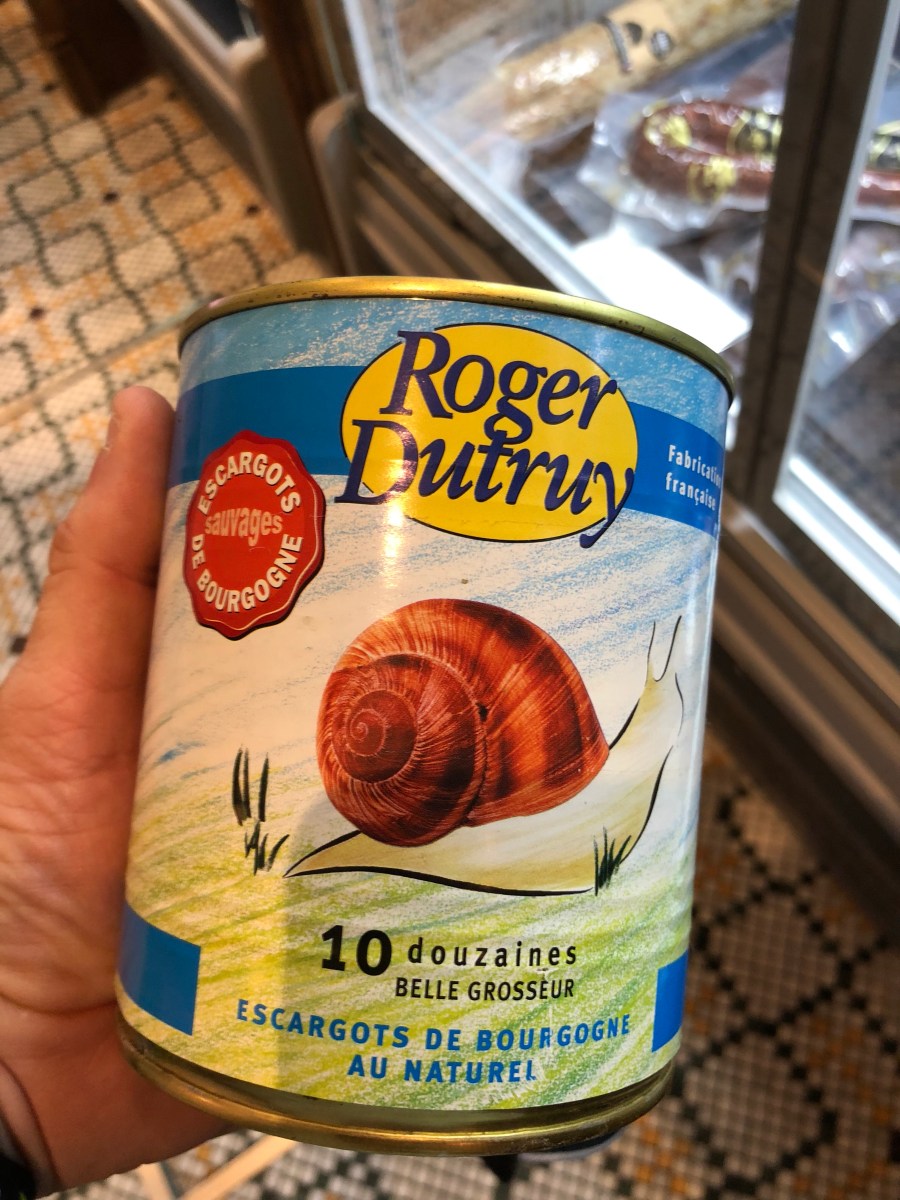 Roger
Dutruy
Fabrication
française
ESCARGOTS
sauvages
DE BOURGOGNE
10 douzaines
BELLE GROSSEUR
ESCARGOTS DE BOURGOGNE
AU NATUREL